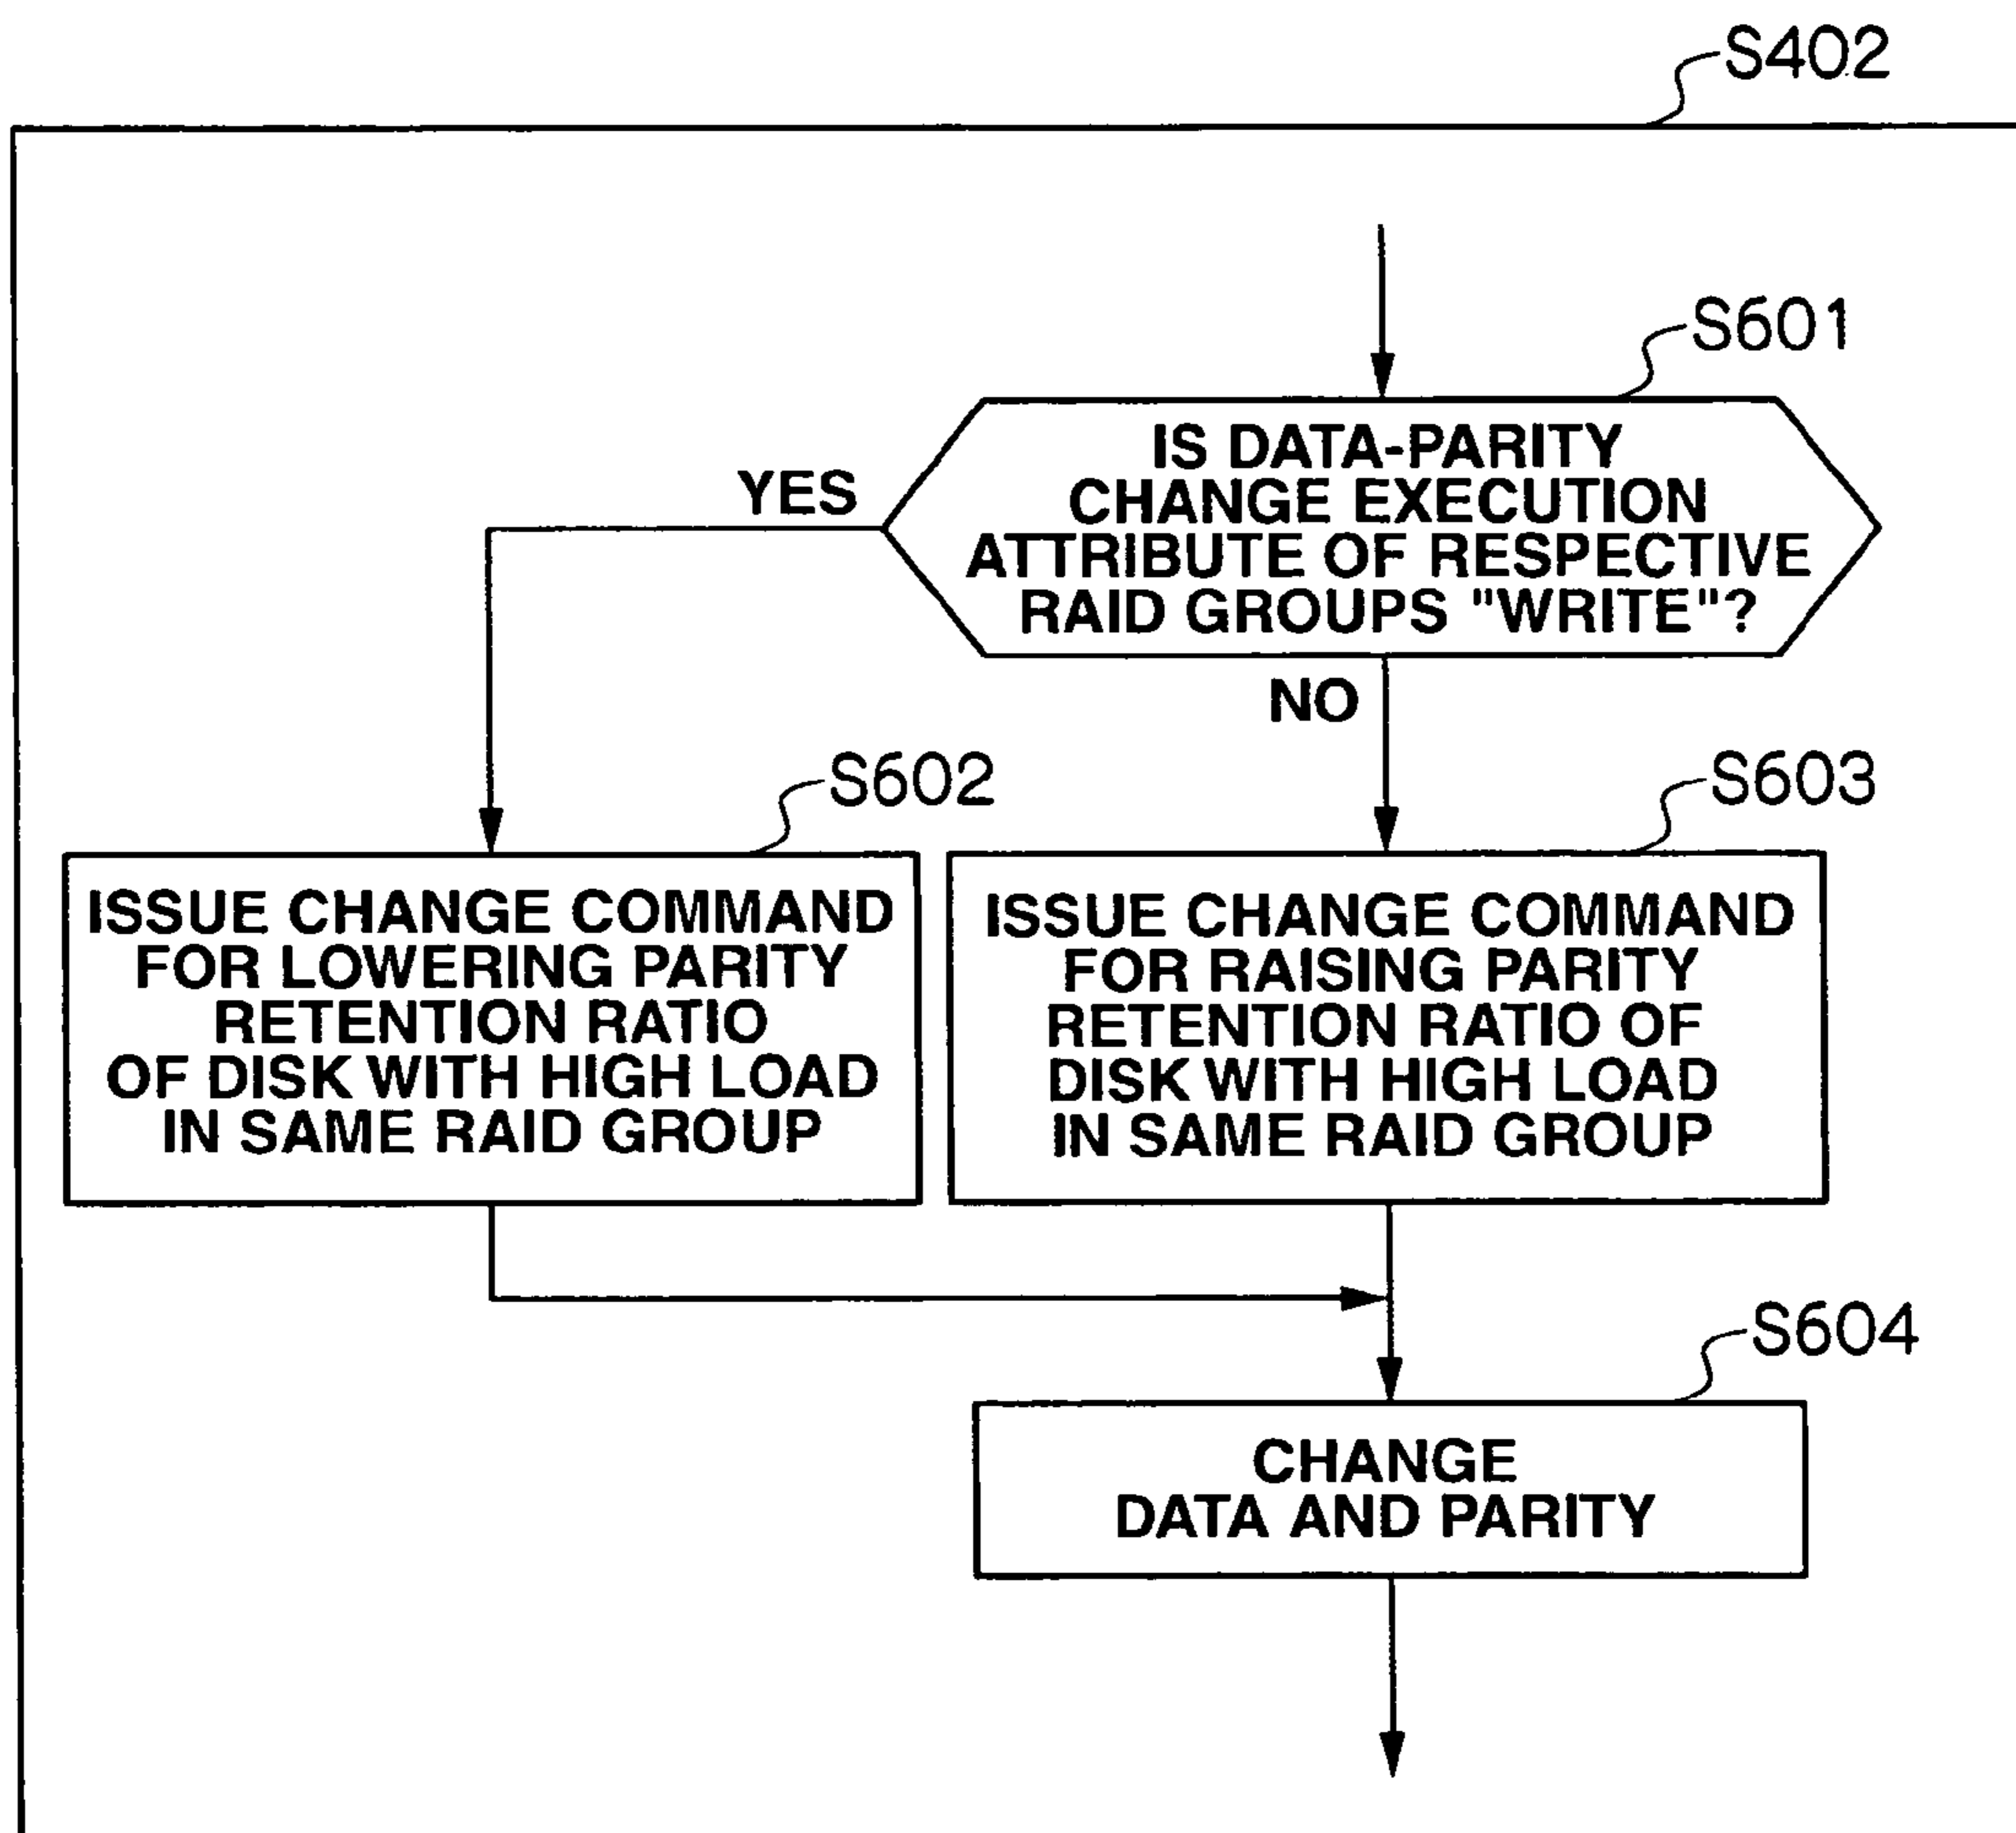 S402
S601
IS DATA-PARITY
CHANGE EXECUTION
ATTRIBUTE OF RESPECTIVE
RAID GROUPS "WRITE"?
YES
NO
S602
ISSUE CHANGE COMMAND
FOR LOWERING PARITY
RETENTION RATIO
OF DISK WITH HIGH LOAD
IN SAME RAID GROUP
S603
ISSUE CHANGE COMMAND
FOR RAISING PARITY
RETENTION RATIO OF
DISK WITH HIGH LOAD
IN SAME RAID GROUP
S604
CHANGE
DATA AND PARITY